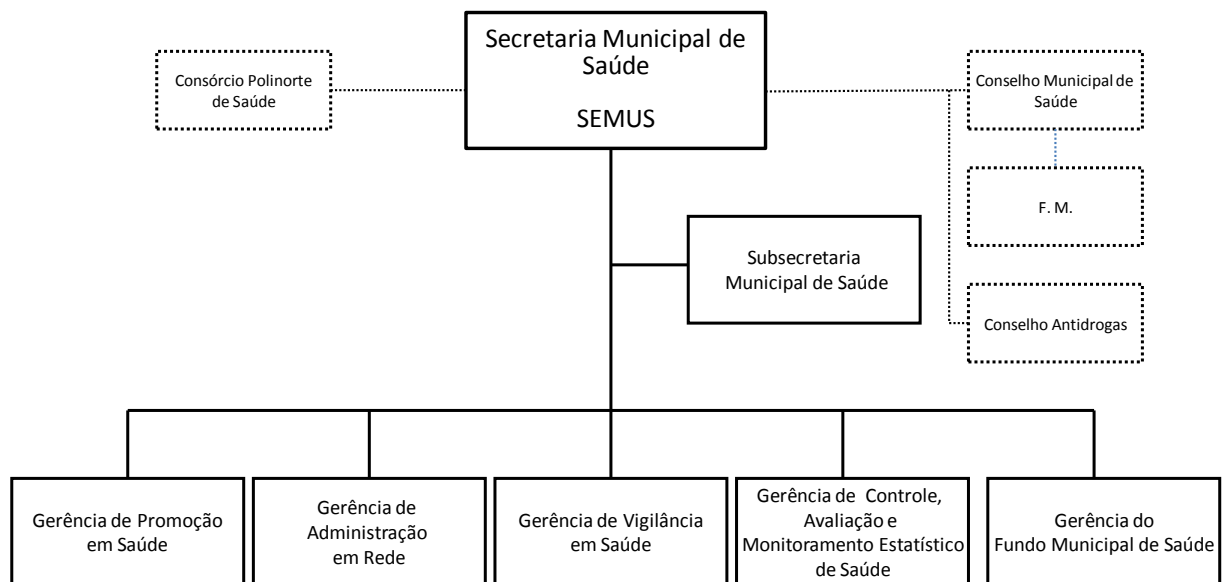 Secretaria Municipal de
Saúde
SEMUS
Consórcio Polinorte
de Saúde
Conselho Municipal de
Saúde
F. M.
Subsecretaria
Municipal de Saúde
Conselho Antidrogas
Gerência de Promoção
em Saúde
Gerência de
Administração
em Rede
Gerência de Vigilância
em Saúde
Gerência de Controle,
Avaliação e
Monitoramento Estatístico
de Saúde
Gerência do
Fundo Municipal de Saúde